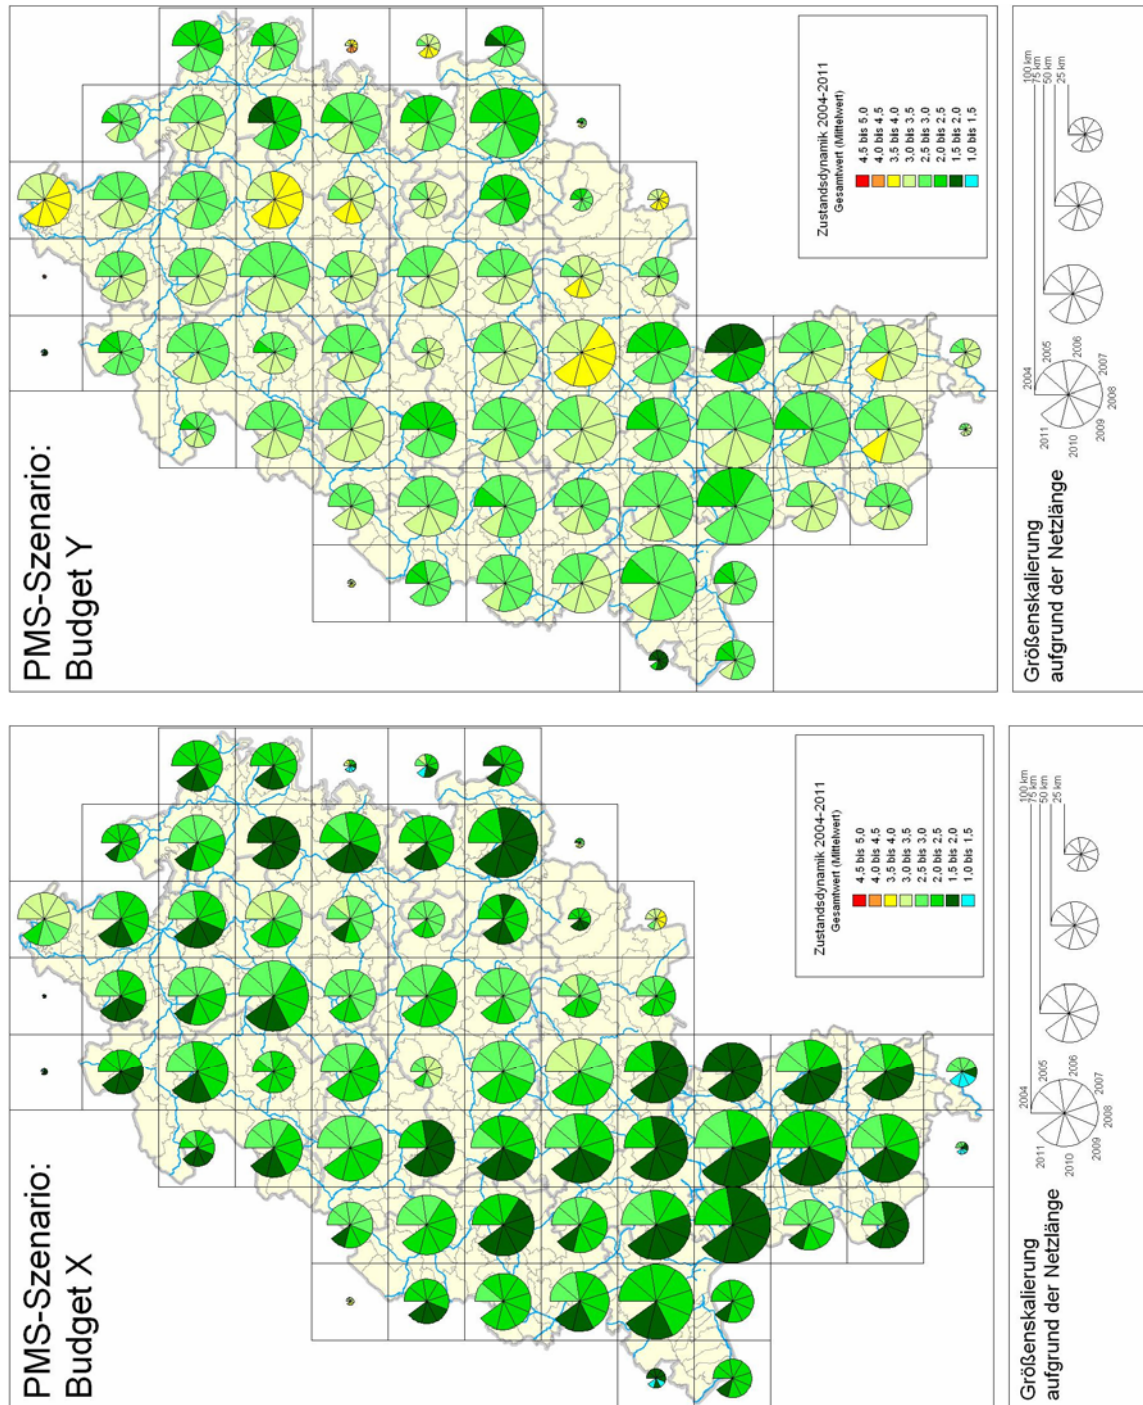 PMS-Szenario:
Budget X
Zustandsdynamik 2004-2011
Gesamtwert (Mittelwert)
4,5 bis 5,0
4,0 bis 4,5
3,5 bis 4,0
3,0 bis 3,5
2,5 bis 3,0
2,0 bis 2,5
1,5 bis 2,0
1,0 bis 1,5
Größenskalierung
aufgrund der Netzlänge
2004
2005
2006
2007
2008
2009
2010
2011
100 km
75 km
50 km
25 km
PMS-Szenario:
Budget Y
Zustandsdynamik 2004-2011
Gesamtwert (Mittelwert)
4,5 bis 5,0
4,0 bis 4,5
3,5 bis 4,0
3,0 bis 3,5
2,5 bis 3,0
2,0 bis 2,5
1,5 bis 2,0
1,0 bis 1,5
Größenskalierung
aufgrund der Netzlänge
2004
2005
2006
2007
2008
2009
2010
2011
100 km
75 km
50 km
25 km